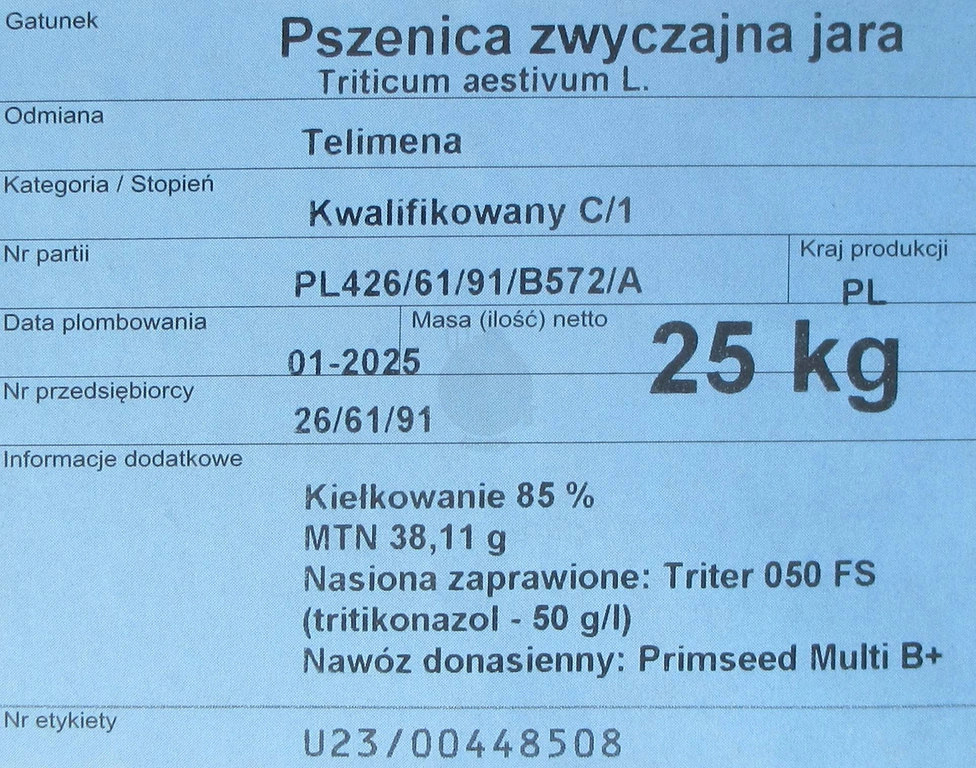 Gatunek
Pszenica zwyczajna jara
Triticum aestivum L.
Odmiana
Telimena
Kategoria / Stopień
Kwalifikowany C/1
Nr partii
PL426/61/91/B572/A
Kraj produkcji
PL
Data plombowania
01-2025
Masa (ilość) netto
25 kg
Nr przedsiębiorcy
26/61/91
Informacje dodatkowe
Kiełkowanie 85 %
MTN 38,11 g
Nasiona zaprawione: Triter 050 FS
(tritikonazol - 50 g/l)
Nawóz donasienny: Primseed Multi B+
Nr etykiety
U23/00448508